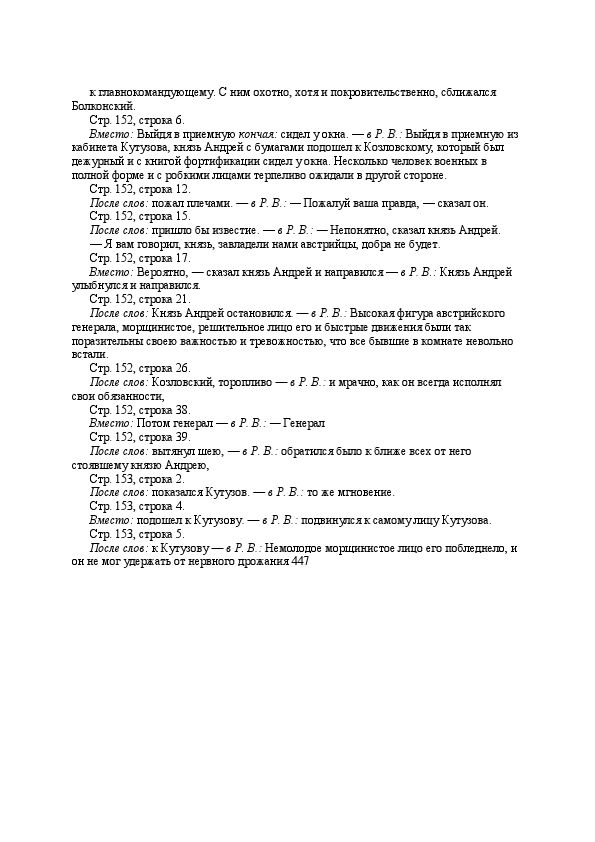 к главнокомандующему. С ним охотно, хотя и покровительственно, сближался
Болконский.
Стр. 152, строка 6.
Вместо: Выйдя в приемную кончая: сидел у окна. — в Р. В.: Выйдя в приемную из
кабинета Кутузова, князь Андрей с бумагами подошел к Козловскому, который был
дежурный и с книгой фортификации сидел у окна. Несколько человек военных в
полной форме и с робкими лицами терпеливо ожидали в другой стороне.
Стр. 152, строка 12.
После слов: пожал плечами. — в Р. В.: — Пожалуй ваша правда, — сказал он.
Стр. 152, строка 15.
После слов: пришло бы известие. — в Р. В.: — Непонятно, сказал князь Андрей.
— Я вам говорил, князь, завладели нами австрийцы, добра не будет.
Стр. 152, строка 17.
Вместо: Вероятно, — сказал князь Андрей и направился — в Р. В.: Князь Андрей
улыбнулся и направился.
Стр. 152, строка 21.
После слов: Князь Андрей остановился. — в Р. В.: Высокая фигура австрийского
генерала, морщинистое, решительное лицо его и быстрые движения были так
поразительны своею важностью и тревожностью, что все бывшие в комнате невольно
встали.
Стр. 152, строка 26.
После слов: Козловский, торопливо — в Р. В.: и мрачно, как он всегда исполнял
свои обязанности,
Стр. 152, строка 38.
Вместо: Потом генерал — в Р. В.: — Генерал
Стр. 152, строка 39.
После слов: вытянул шею, — в Р. В.: обратился было к ближе всех от него
стоявшему князю Андрею,
Стр. 153, строка 2.
После слов: показался Кутузов. — в Р. В.: то же мгновение.
Стр. 153, строка 4.
Вместо: подошел к Кутузову. — в Р. В.: подвинулся к самому лицу Кутузова.
Стр. 153, строка 5.
После слов: к Кутузову — в Р. В.: Немолодое морщинистое лицо его побледнело, и
он не мог удержать от нервного дрожания 447